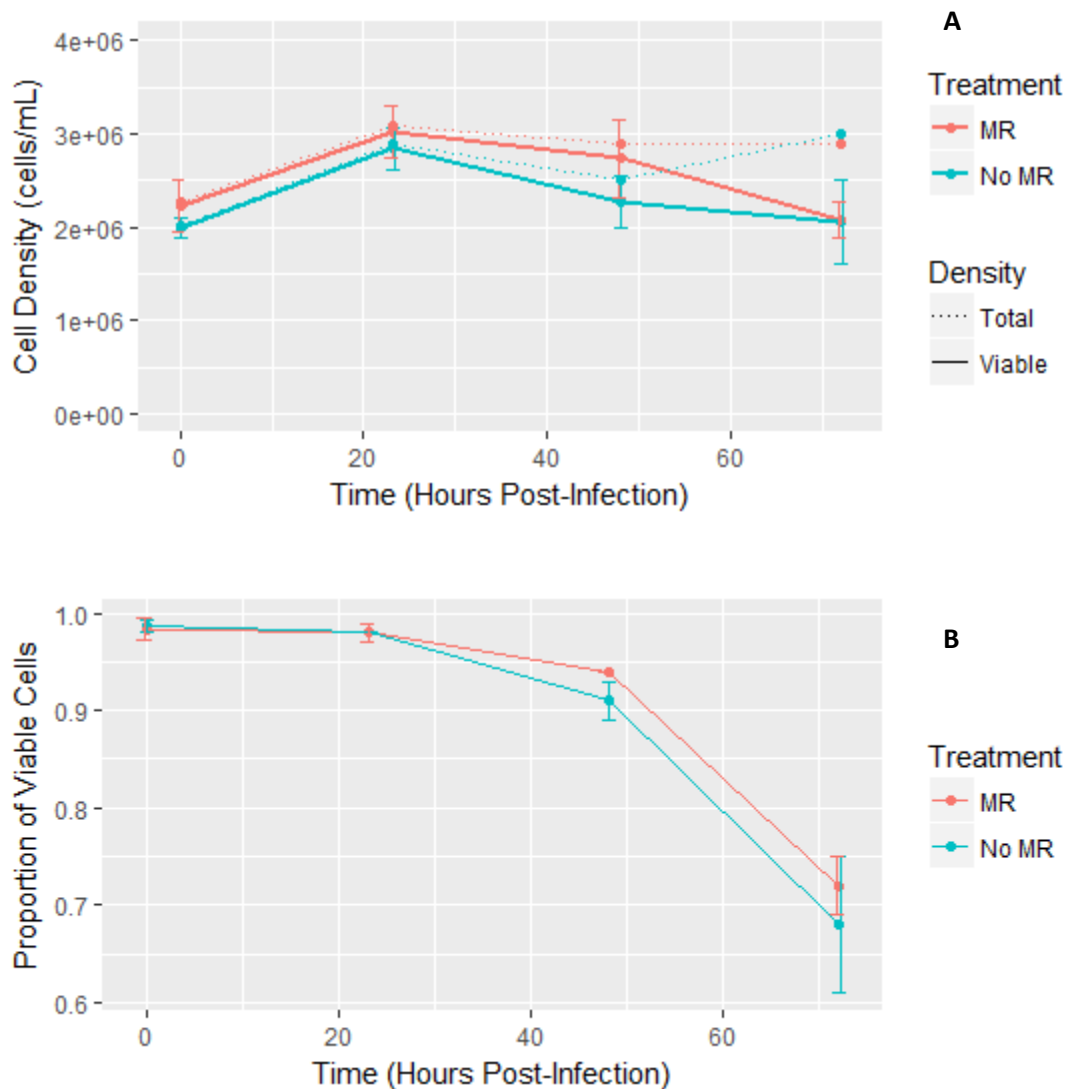 A
4e+06
3e+06
2e+06
1e+06
0e+00
Cell Density (cells/mL)
0 20 40 60
Time (Hours Post-Infection)
Treatment
MR
No MR
Density
Total
Viable
B
1.0
0.9
0.8
0.7
0.6
Proportion of Viable Cells
0 20 40 60
Time (Hours Post-Infection)
Treatment
MR
No MR